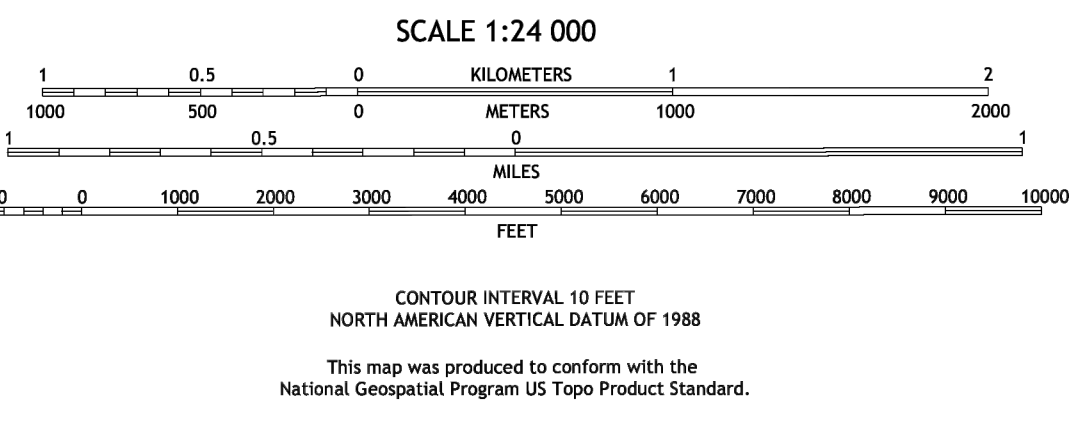 SCALE 1:24 000
1 0.5 0 KILOMETERS 1 2
1000 500 0 METERS 1000 2000
1 0.5 0 1
MILES
0 0 1000 2000 3000 4000 5000 6000 7000 8000 9000 10000
FEET
CONTOUR INTERVAL 10 FEET
NORTH AMERICAN VERTICAL DATUM OF 1988
This map was produced to conform with the
National Geospatial Program US Topo Product Standard.